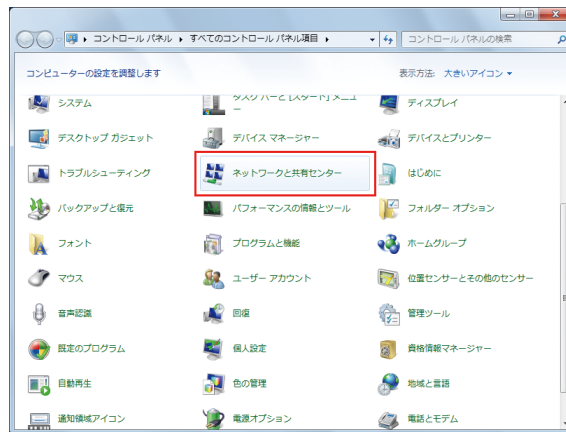 コントロール パネル ▸ すべてのコントロール パネル項目 ▸
コントロール パネルの検索
コンピューターの設定を調整します
表示方法: 大きいアイコン
システム
タスク バーと [スタート] メニュー
ディスプレイ
デスクトップ ガジェット
デバイス マネージャー
デバイスとプリンター
トラブルシューティング
ネットワークと共有センター
はじめに
バックアップと復元
パフォーマンスの情報とツール
フォルダー オプション
フォント
プログラムと機能
ホームグループ
マウス
ユーザー アカウント
位置センサーとその他のセンサー
音声認識
回復
管理ツール
既定のプログラム
個人設定
資格情報マネージャー
自動再生
色の管理
地域と言語
通知領域アイコン
電源オプション
電話とモデム